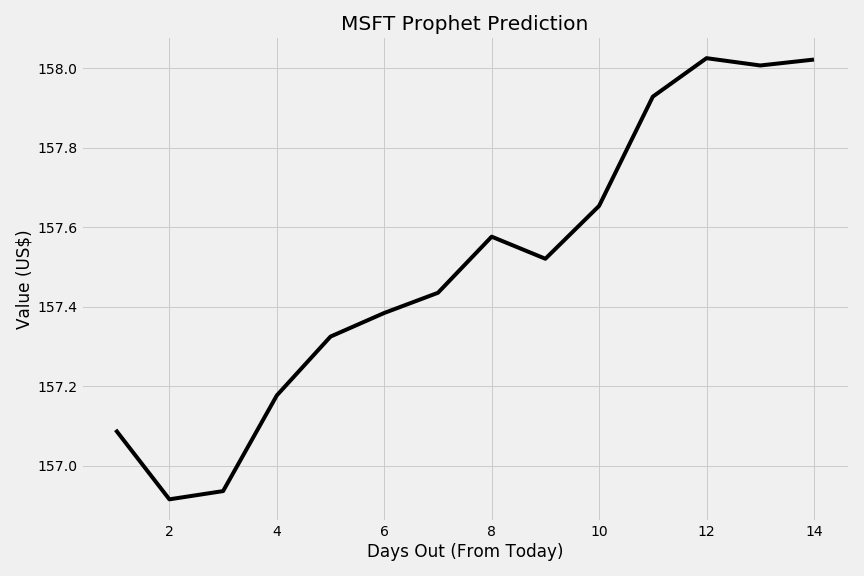 MSFT Prophet Prediction
Value (US$)
158.0
157.8
157.6
157.4
157.2
157.0
2 4 6 8 10 12 14
Days Out (From Today)